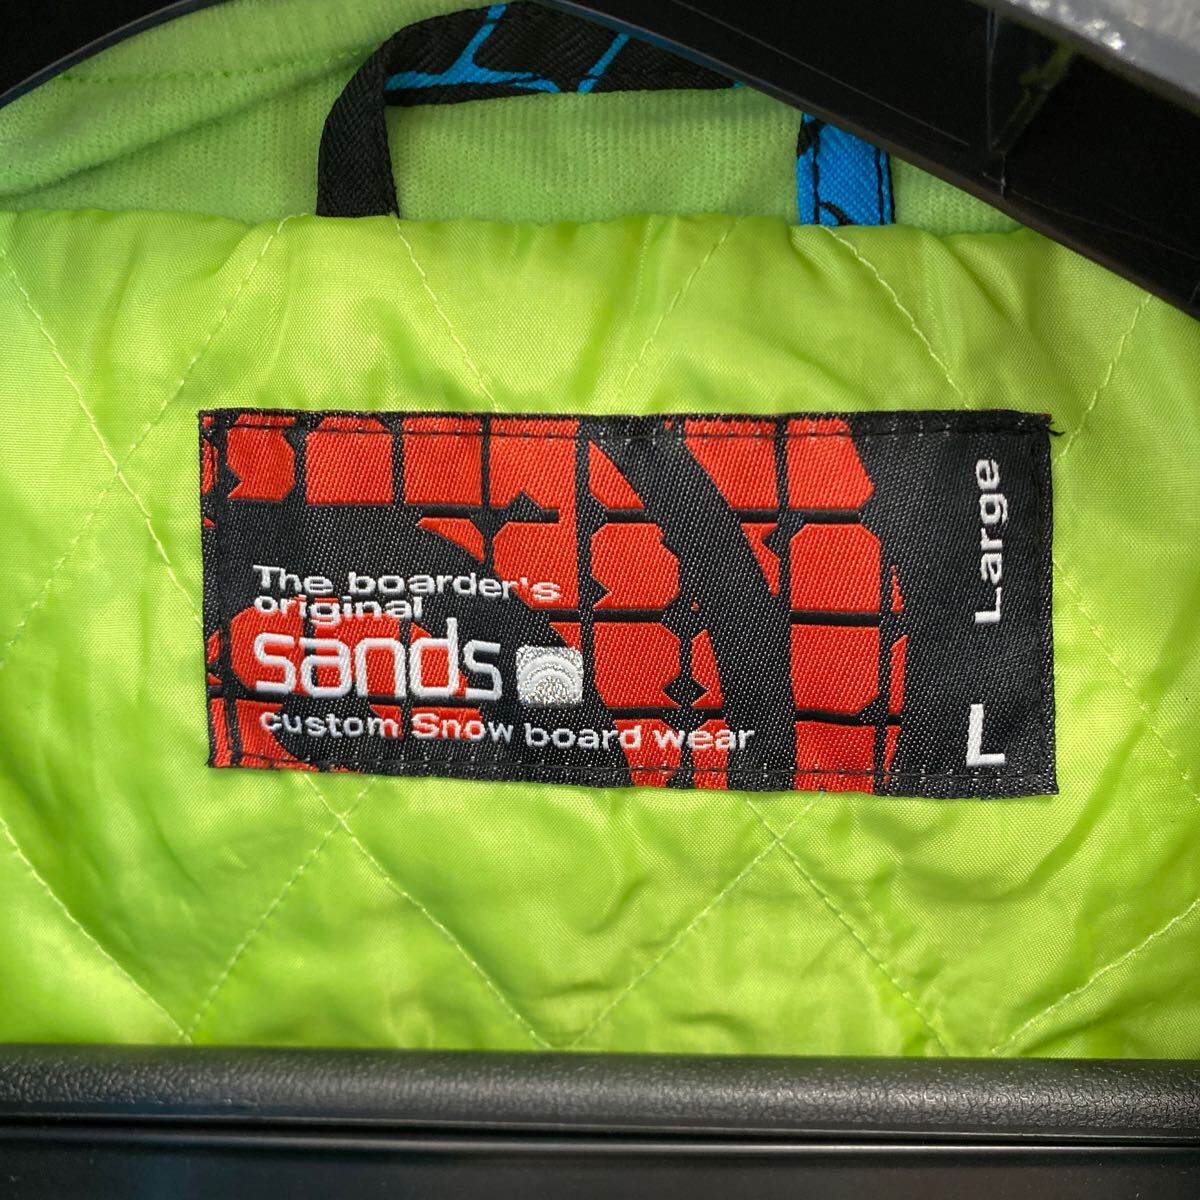 The boarder's
original
sands
custom Snow board wear
Large
L